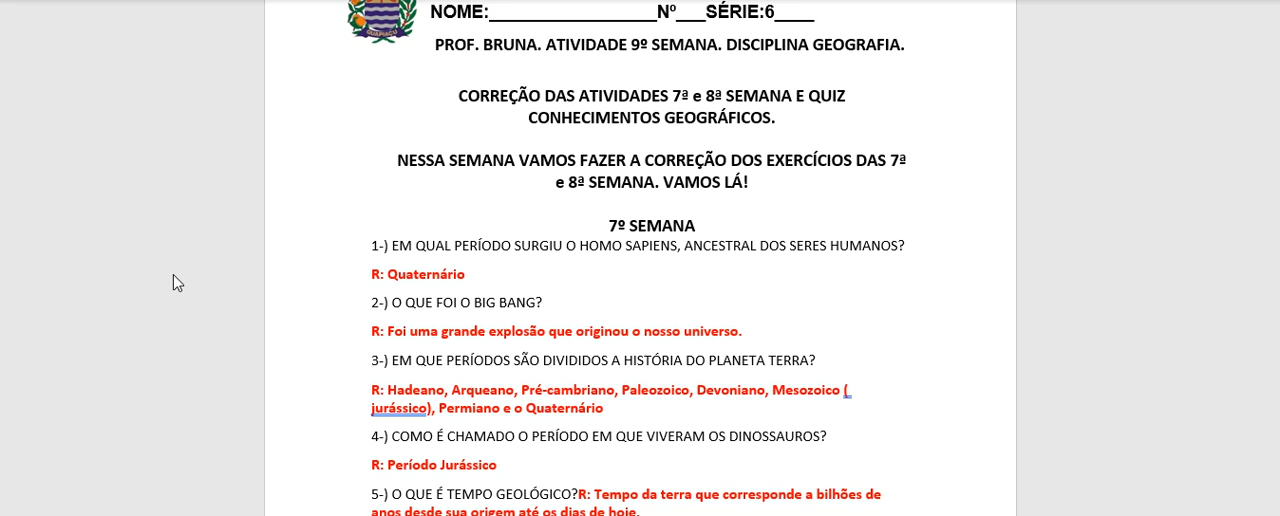 GUAPIAÇU
NOME:_________________Nº___SÉRIE:6____
PROF. BRUNA. ATIVIDADE 9º SEMANA. DISCIPLINA GEOGRAFIA.
CORREÇÃO DAS ATIVIDADES 7ª e 8ª SEMANA E QUIZ
CONHECIMENTOS GEOGRÁFICOS.
NESSA SEMANA VAMOS FAZER A CORREÇÃO DOS EXERCÍCIOS DAS 7ª
e 8ª SEMANA. VAMOS LÁ!
7º SEMANA
1-) EM QUAL PERÍODO SURGIU O HOMO SAPIENS, ANCESTRAL DOS SERES HUMANOS?
R: Quaternário
2-) O QUE FOI O BIG BANG?
R: Foi uma grande explosão que originou o nosso universo.
3-) EM QUE PERÍODOS SÃO DIVIDIDOS A HISTÓRIA DO PLANETA TERRA?
R: Hadeano, Arqueano, Pré-cambriano, Paleozoico, Devoniano, Mesozoico (
jurássico), Permiano e o Quaternário
4-) COMO É CHAMADO O PERÍODO EM QUE VIVERAM OS DINOSSAUROS?
R: Período Jurássico
5-) O QUE É TEMPO GEOLÓGICO?R: Tempo da terra que corresponde a bilhões de
anos desde sua origem até os dias de hoje.